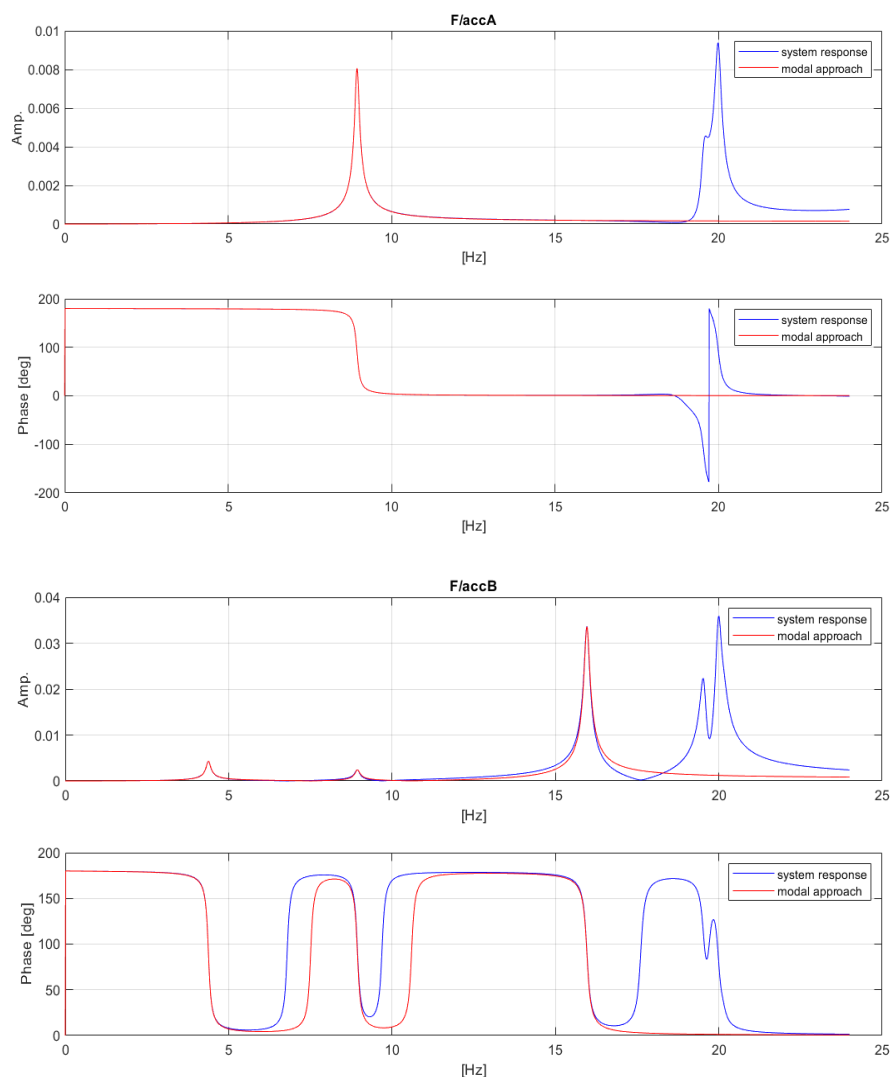 F/accA
0.01
0.008
0.006
0.004
0.002
0
Amp.
system response
modal approach
0 5 10 15 20 25
[Hz]
200
100
0
-100
-200
Phase [deg]
system response
modal approach
0 5 10 15 20 25
[Hz]
F/accB
0.04
0.03
0.02
0.01
0
Amp.
system response
modal approach
0 5 10 15 20 25
[Hz]
200
150
100
50
0
Phase [deg]
system response
modal approach
0 5 10 15 20 25
[Hz]